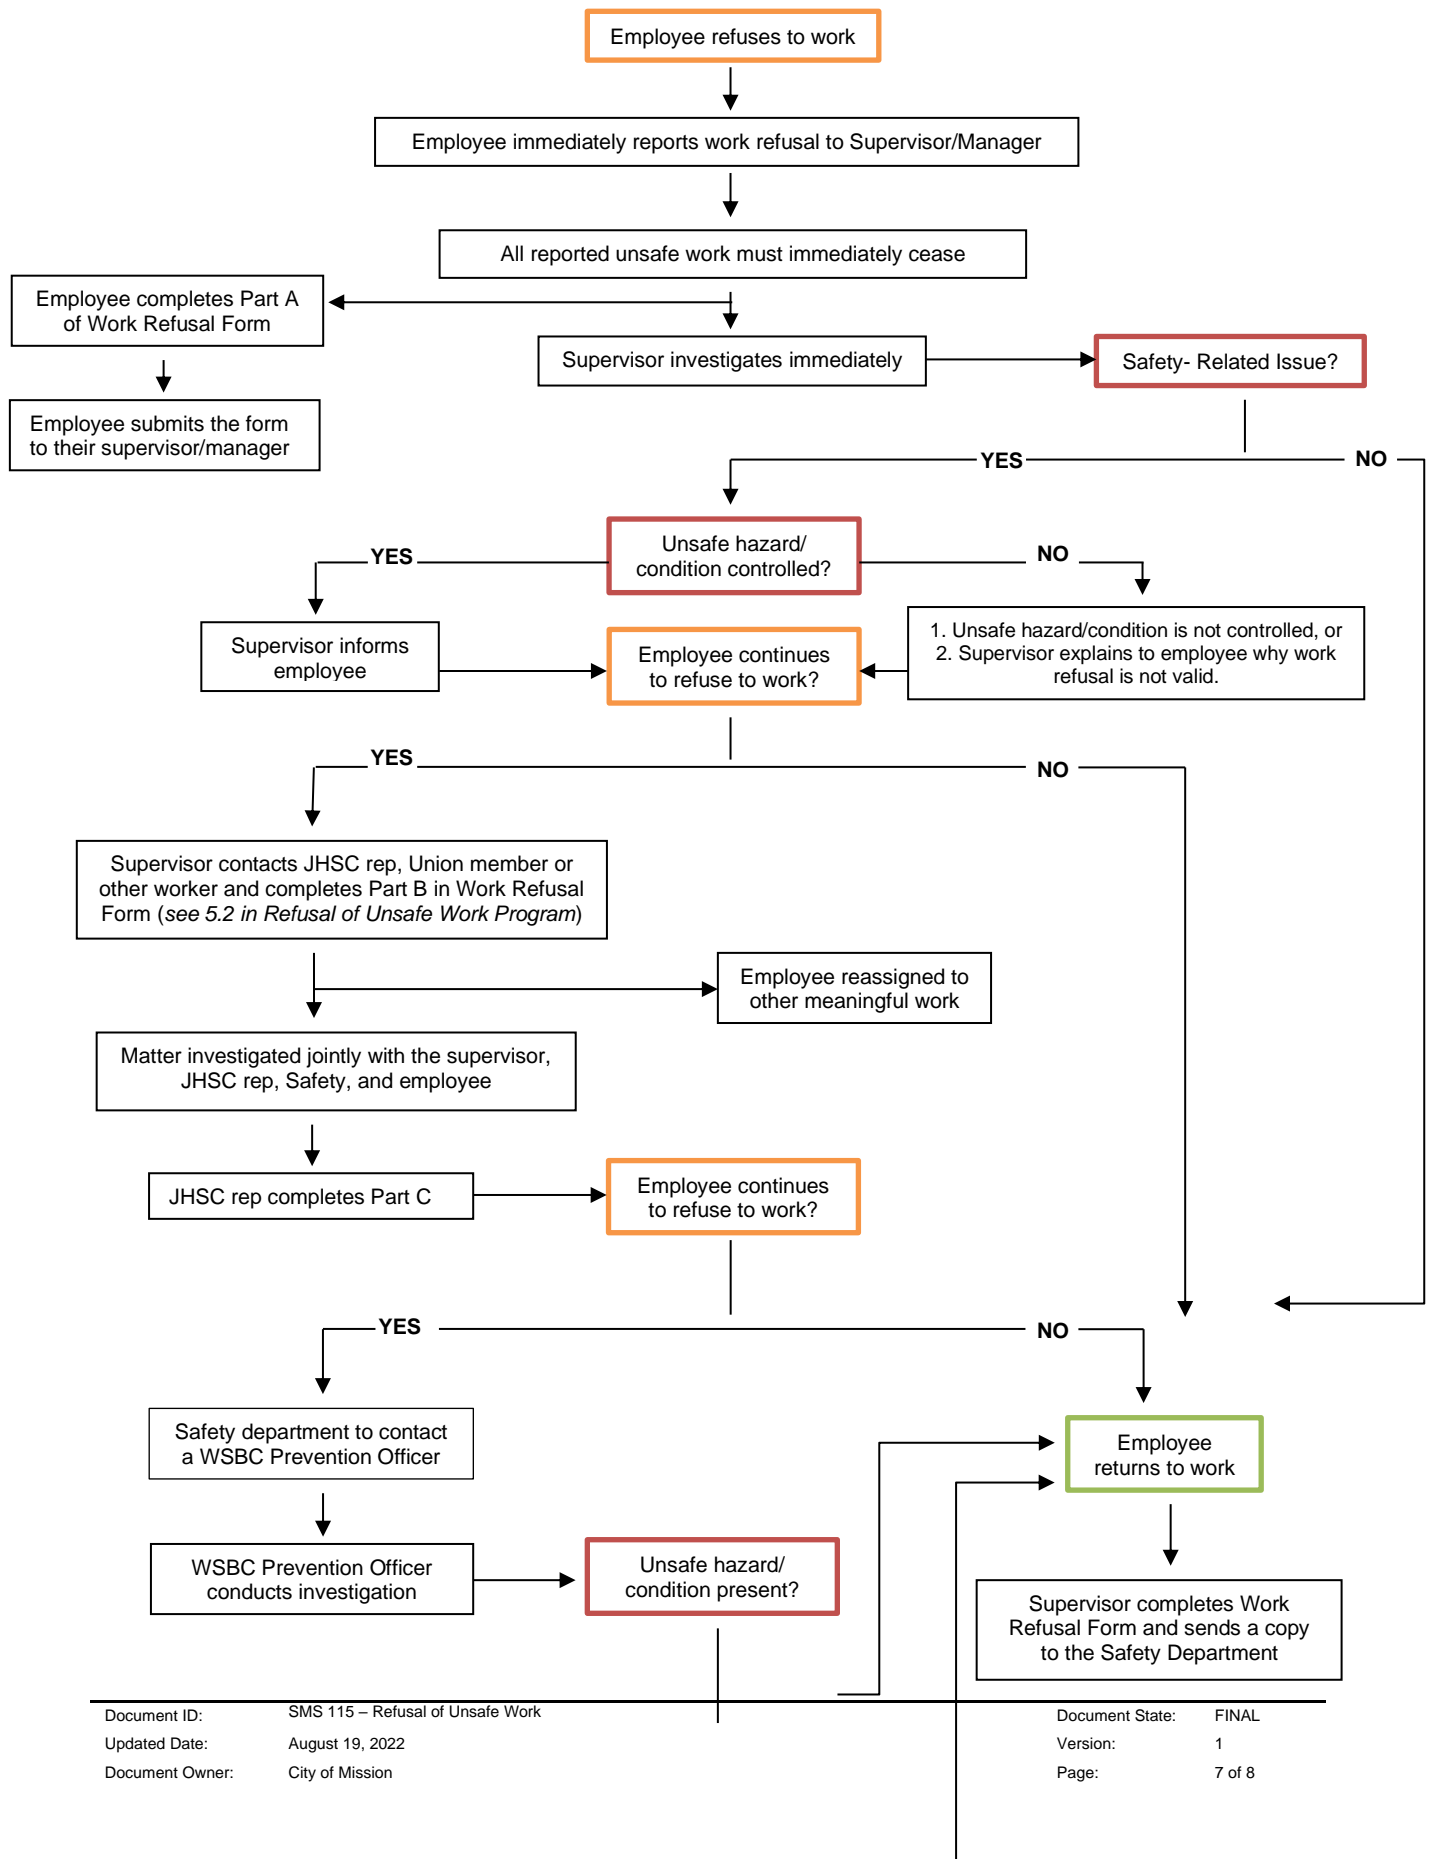 Employee refuses to work
Employee immediately reports work refusal to Supervisor/Manager
All reported unsafe work must immediately cease
Employee completes Part A
of Work Refusal Form
Supervisor investigates immediately
Safety- Related Issue?
Employee submits the form
to their supervisor/manager
YES
NO
Unsafe hazard/
condition controlled?
YES
NO
Supervisor informs
employee
Employee continues
to refuse to work?
1. Unsafe hazard/condition is not controlled, or
2. Supervisor explains to employee why work
refusal is not valid.
YES
NO
Supervisor contacts JHSC rep, Union member or
other worker and completes Part B in Work Refusal
Form (see 5.2 in Refusal of Unsafe Work Program)
Employee reassigned to
other meaningful work
Matter investigated jointly with the supervisor,
JHSC rep, Safety, and employee
JHSC rep completes Part C
Employee continues
to refuse to work?
YES
NO
Safety department to contact
a WSBC Prevention Officer
Employee
returns to work
WSBC Prevention Officer
conducts investigation
Unsafe hazard/
condition present?
Supervisor completes Work
Refusal Form and sends a copy
to the Safety Department
Document ID: SMS 115 – Refusal of Unsafe Work Document State: FINAL
Updated Date: August 19, 2022 Version: 1
Document Owner: City of Mission Page: 7 of 8